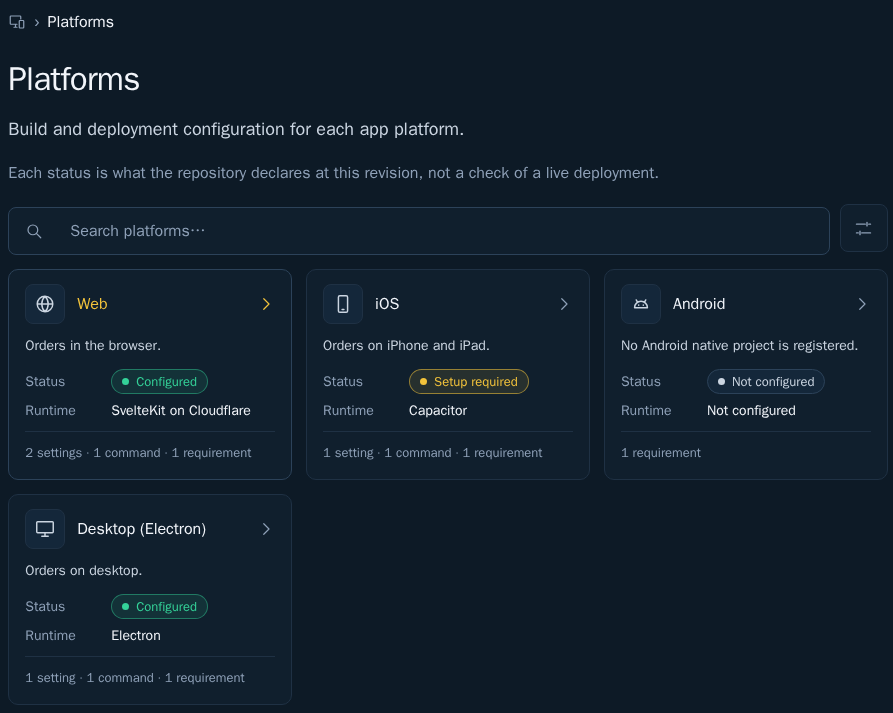 › Platforms
Platforms
Build and deployment configuration for each app platform.
Each status is what the repository declares at this revision, not a check of a live deployment.
Search platforms···
Web
Orders in the browser.
Status Configured
Runtime SvelteKit on Cloudflare
2 settings · 1 command · 1 requirement
iOS
Orders on iPhone and iPad.
Status Setup required
Runtime Capacitor
1 setting · 1 command · 1 requirement
Android
No Android native project is registered.
Status Not configured
Runtime Not configured
1 requirement
Desktop (Electron)
Orders on desktop.
Status Configured
Runtime Electron
1 setting · 1 command · 1 requirement